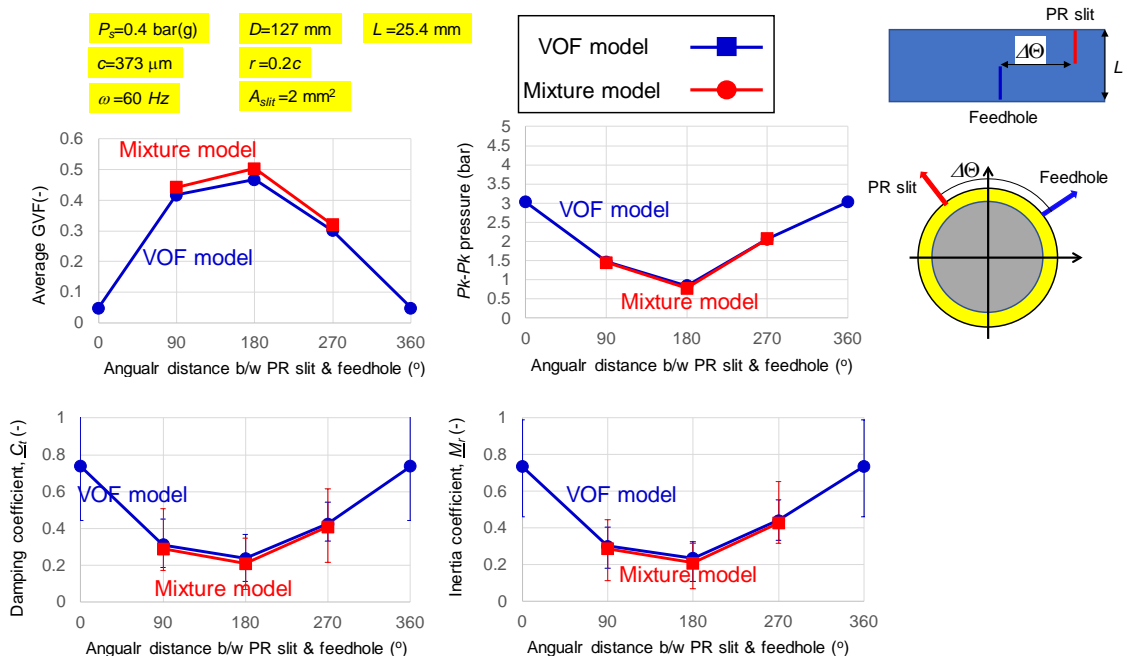 P_s=0.4 bar(g)
D=127 mm
L =25.4 mm
c=373 μm
r=0.2c
ω=60 Hz
A_slit=2 mm²
VOF model
Mixture model
PR slit
ΔΘ
L
Feedhole
PR slit
ΔΘ
Feedhole
Average GVF(-)
0.6
0.5
0.4
0.3
0.2
0.1
0
Mixture model
VOF model
0 90 180 270 360
Angualr distance b/w PR slit & feedhole (°)
Pk-Pk pressure (bar)
5
4.5
4
3.5
3
2.5
2
1.5
1
0.5
0
VOF model
Mixture model
0 90 180 270 360
Angualr distance b/w PR slit & feedhole (°)
Damping coefficient, C_t (-)
1
0.8
0.6
0.4
0.2
0
VOF model
Mixture model
0 90 180 270 360
Angualr distance b/w PR slit & feedhole (°)
Inertia coefficient, M_r (-)
1
0.8
0.6
0.4
0.2
0
VOF model
Mixture model
0 90 180 270 360
Angualr distance b/w PR slit & feedhole (°)